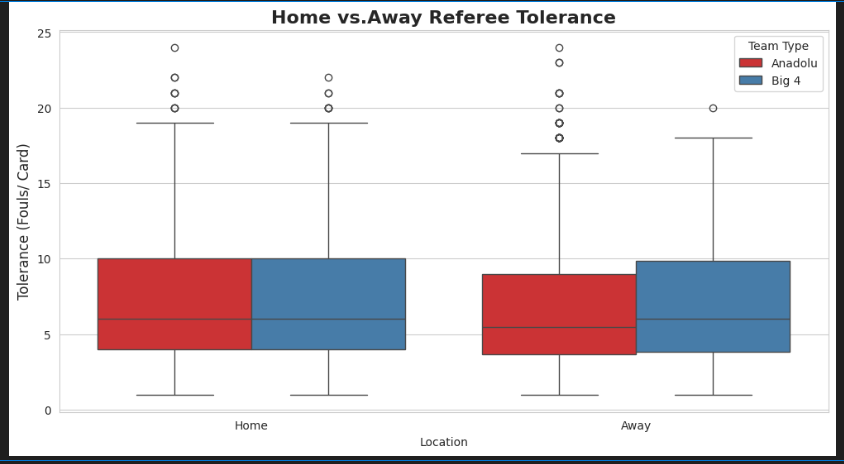 Home vs.Away Referee Tolerance
Team Type
Anadolu
Big 4
Tolerance (Fouls/ Card)
25
20
15
10
5
0
Home
Away
Location